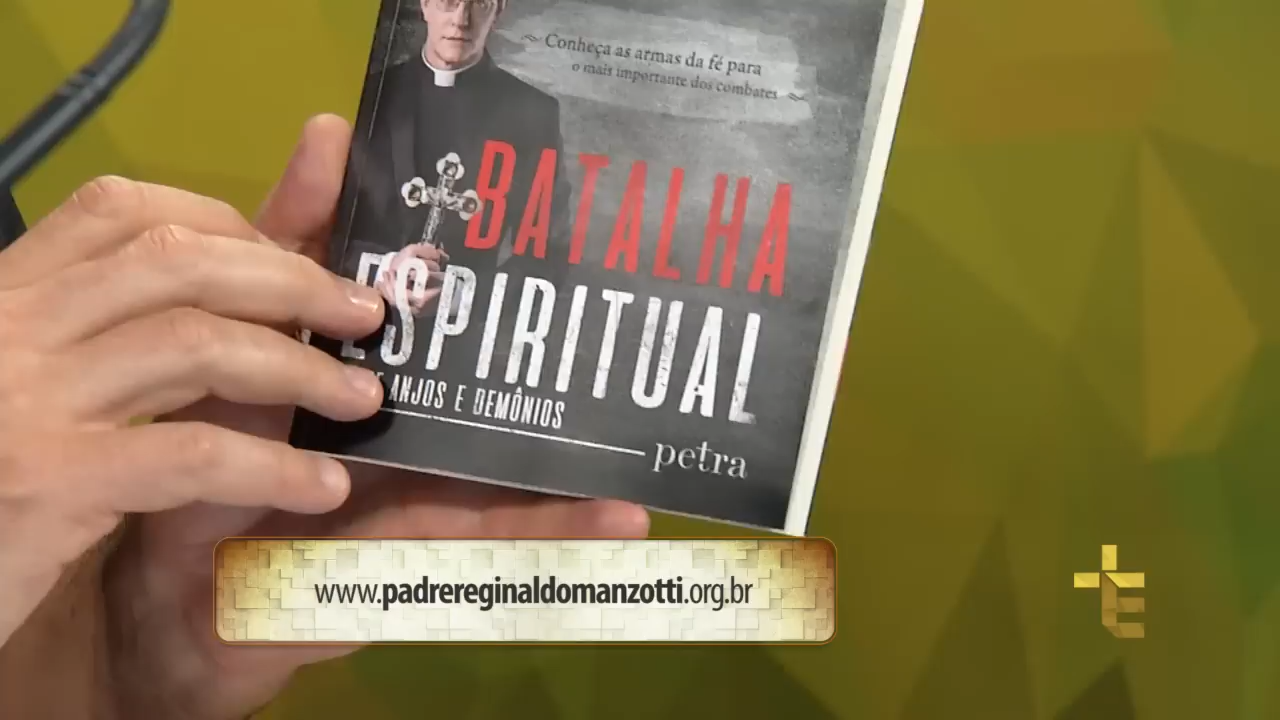 Conheça as armas da fé para
o mais importante dos combates
BATALHA
ESPIRITUAL
ANJOS E DEMÔNIOS
petra
www.padrereginaldomanzotti.org.br